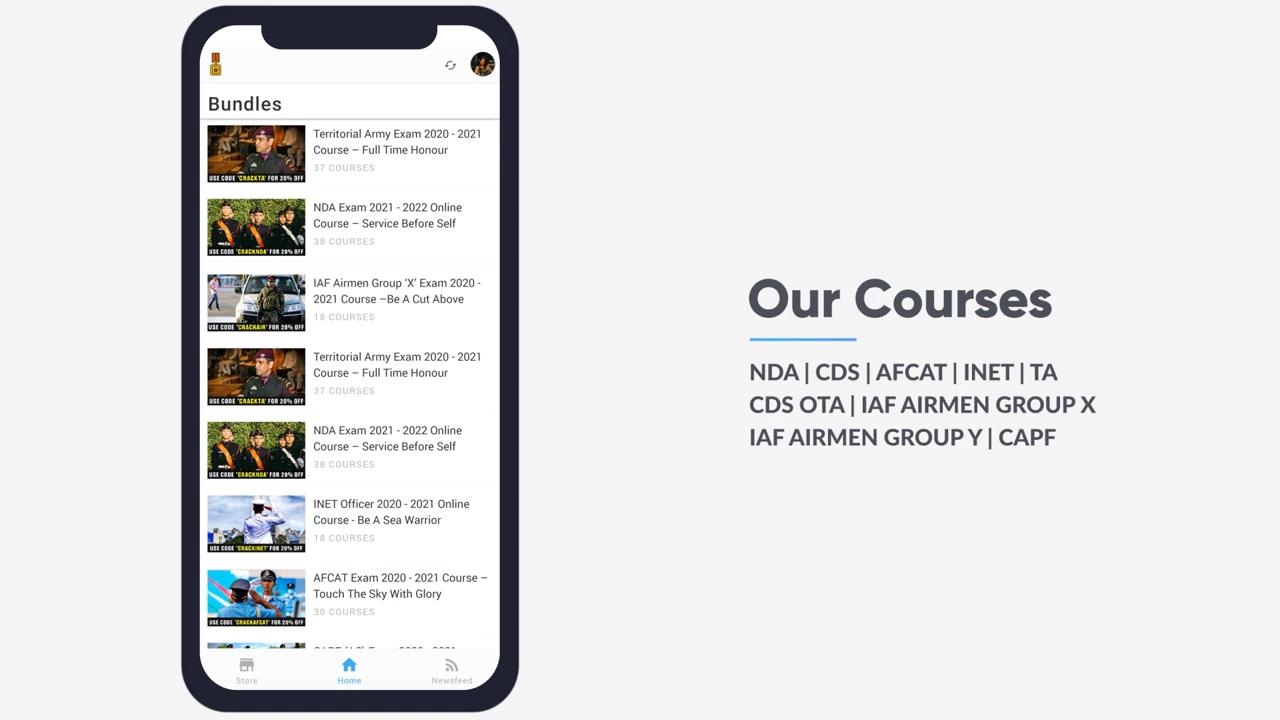 Bundles
Territorial Army Exam 2020 - 2021
Course – Full Time Honour
37 COURSES
USE CODE 'CRACKTA' FOR 20% OFF
NDA Exam 2021 - 2022 Online
Course – Service Before Self
38 COURSES
USE CODE 'CRACKNDA' FOR 20% OFF
IAF Airmen Group ‘X’ Exam 2020 -
2021 Course –Be A Cut Above
18 COURSES
USE CODE 'CRACKAIR' FOR 20% OFF
Territorial Army Exam 2020 - 2021
Course – Full Time Honour
37 COURSES
USE CODE 'CRACKTA' FOR 20% OFF
NDA Exam 2021 - 2022 Online
Course – Service Before Self
38 COURSES
USE CODE 'CRACKNDA' FOR 20% OFF
INET Officer 2020 - 2021 Online
Course - Be A Sea Warrior
18 COURSES
USE CODE 'CRACKINET' FOR 20% OFF
AFCAT Exam 2020 - 2021 Course –
Touch The Sky With Glory
30 COURSES
USE CODE 'CRACKAFCAT' FOR 20% OFF
Store
Home
Newsfeed
Our Courses
NDA | CDS | AFCAT | INET | TA
CDS OTA | IAF AIRMEN GROUP X
IAF AIRMEN GROUP Y | CAPF